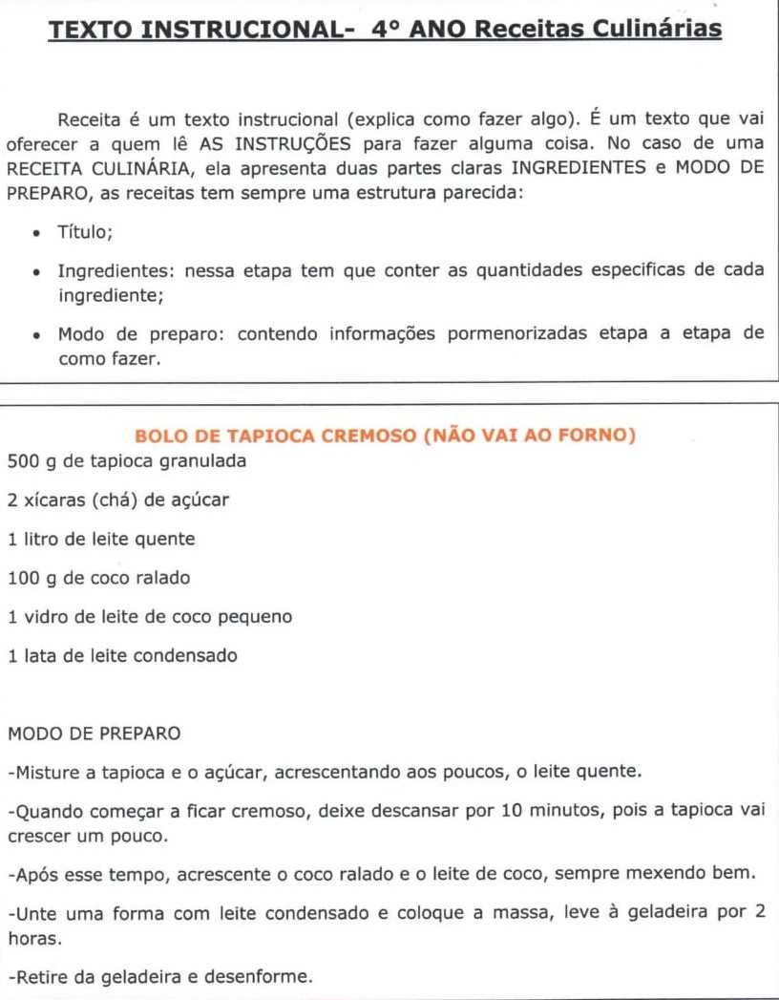 TEXTO INSTRUCIONAL- 4º ANO Receitas Culinárias
Receita é um texto instrucional (explica como fazer algo). É um texto que vai
oferecer a quem lê AS INSTRUÇÕES para fazer alguma coisa. No caso de uma
RECEITA CULINÁRIA, ela apresenta duas partes claras INGREDIENTES e MODO DE
PREPARO, as receitas tem sempre uma estrutura parecida:
• Título;
• Ingredientes: nessa etapa tem que conter as quantidades especificas de cada
ingrediente;
• Modo de preparo: contendo informações pormenorizadas etapa a etapa de
como fazer.
BOLO DE TAPIOCA CREMOSO (NÃO VAI AO FORNO)
500 g de tapioca granulada
2 xícaras (chá) de açúcar
1 litro de leite quente
100 g de coco ralado
1 vidro de leite de coco pequeno
1 lata de leite condensado
MODO DE PREPARO
-Misture a tapioca e o açúcar, acrescentando aos poucos, o leite quente.
-Quando começar a ficar cremoso, deixe descansar por 10 minutos, pois a tapioca vai
crescer um pouco.
-Após esse tempo, acrescente o coco ralado e o leite de coco, sempre mexendo bem.
-Unte uma forma com leite condensado e coloque a massa, leve à geladeira por 2
horas.
-Retire da geladeira e desenforme.